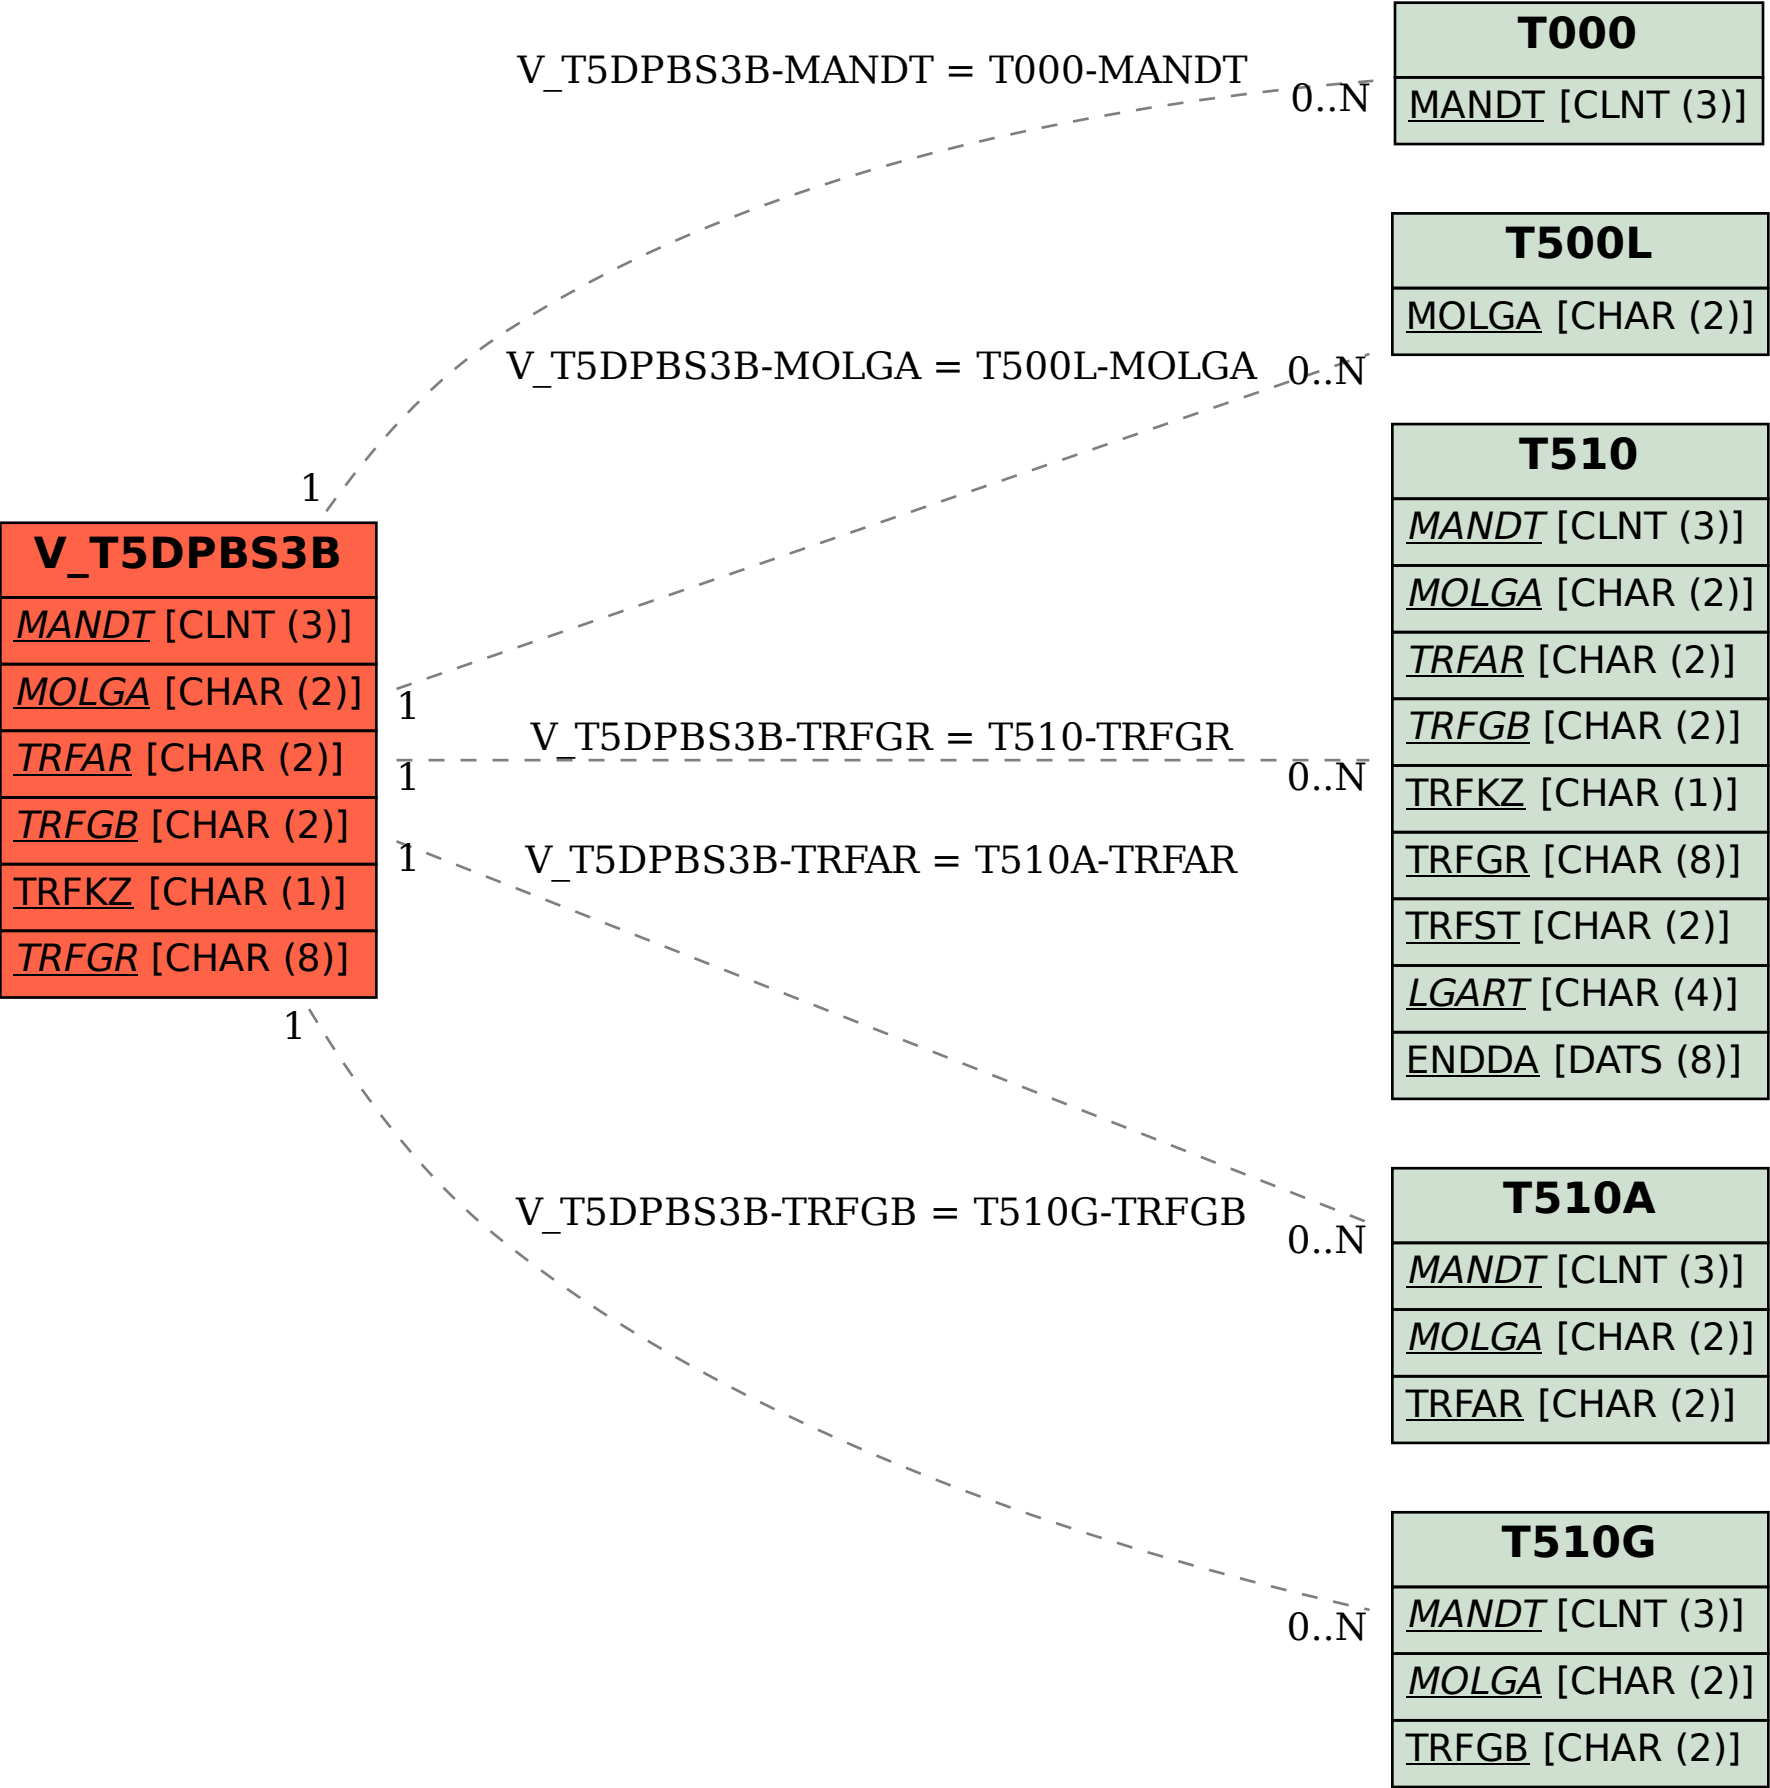 V_T5DPBS3B
MANDT [CLNT (3)]
MOLGA [CHAR (2)]
TRFAR [CHAR (2)]
TRFGB [CHAR (2)]
TRFKZ [CHAR (1)]
TRFGR [CHAR (8)]
V_T5DPBS3B-MANDT = T000-MANDT
1
0..N
V_T5DPBS3B-MOLGA = T500L-MOLGA
1
0..N
V_T5DPBS3B-TRFGR = T510-TRFGR
1
0..N
V_T5DPBS3B-TRFAR = T510A-TRFAR
1
0..N
V_T5DPBS3B-TRFGB = T510G-TRFGB
1
0..N
T000
MANDT [CLNT (3)]
T500L
MOLGA [CHAR (2)]
T510
MANDT [CLNT (3)]
MOLGA [CHAR (2)]
TRFAR [CHAR (2)]
TRFGB [CHAR (2)]
TRFKZ [CHAR (1)]
TRFGR [CHAR (8)]
TRFST [CHAR (2)]
LGART [CHAR (4)]
ENDDA [DATS (8)]
T510A
MANDT [CLNT (3)]
MOLGA [CHAR (2)]
TRFAR [CHAR (2)]
T510G
MANDT [CLNT (3)]
MOLGA [CHAR (2)]
TRFGB [CHAR (2)]